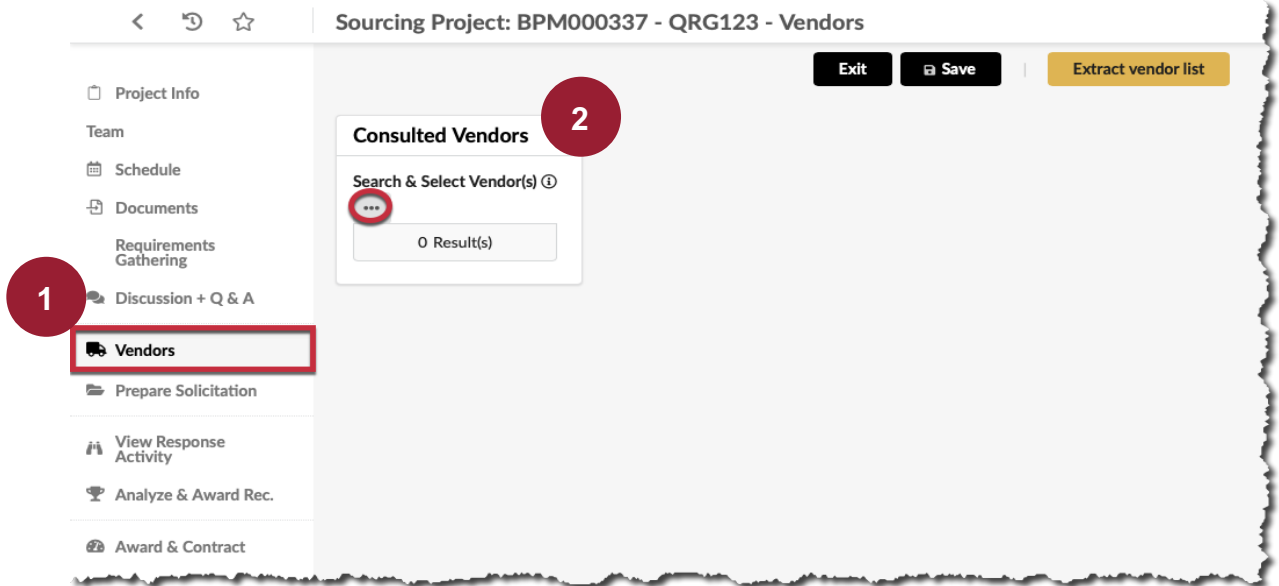 Sourcing Project: BPM000337 - QRG123 - Vendors
Exit
Save
Extract vendor list
Project Info
Team
Schedule
Documents
Requirements
Gathering
Discussion + Q & A
Vendors
Prepare Solicitation
View Response
Activity
Analyze & Award Rec.
Award & Contract
1
2
Consulted Vendors
Search & Select Vendor(s)
0 Result(s)